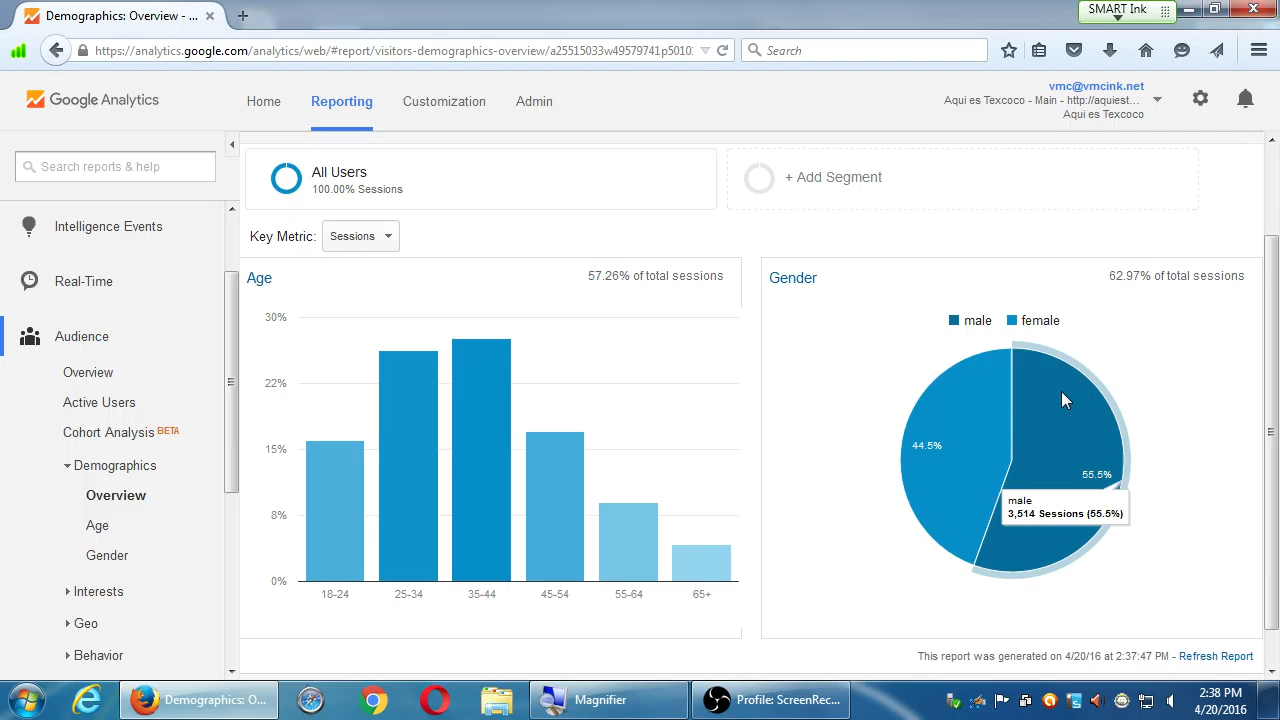 Demographics: Overview - ...
SMART Ink
https://analytics.google.com/analytics/web/#report/visitors-demographics-overview/a25515033w49579741p5010
Search
Google Analytics
Home
Reporting
Customization
Admin
vmc@vmcink.net
Aqui es Texcoco - Main - http://aquiest...
Aqui es Texcoco
Search reports & help
Intelligence Events
Real-Time
Audience
Overview
Active Users
Cohort Analysis BETA
Demographics
Overview
Age
Gender
Interests
Geo
Behavior
All Users
100.00% Sessions
+ Add Segment
Key Metric: Sessions
Age
57.26% of total sessions
30%
22%
15%
8%
0%
18-24
25-34
35-44
45-54
55-64
65+
Gender
62.97% of total sessions
male
female
44.5%
55.5%
male
3,514 Sessions (55.5%)
This report was generated on 4/20/16 at 2:37:47 PM - Refresh Report
Demographics: O...
Magnifier
Profile: ScreenRec...
2:38 PM
4/20/2016